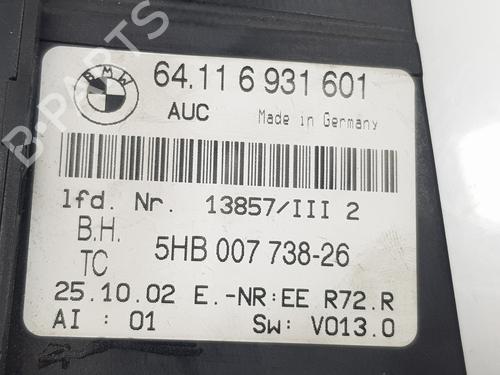 BMW
64.11 6 931 601
AUC Made in Germany
lfd. Nr. 13857/III 2
B.H.
TC 5HB 007 738-26
25.10.02 E.-NR:EE R72.R
AI : 01 Sw: V013.0
B-PARTS